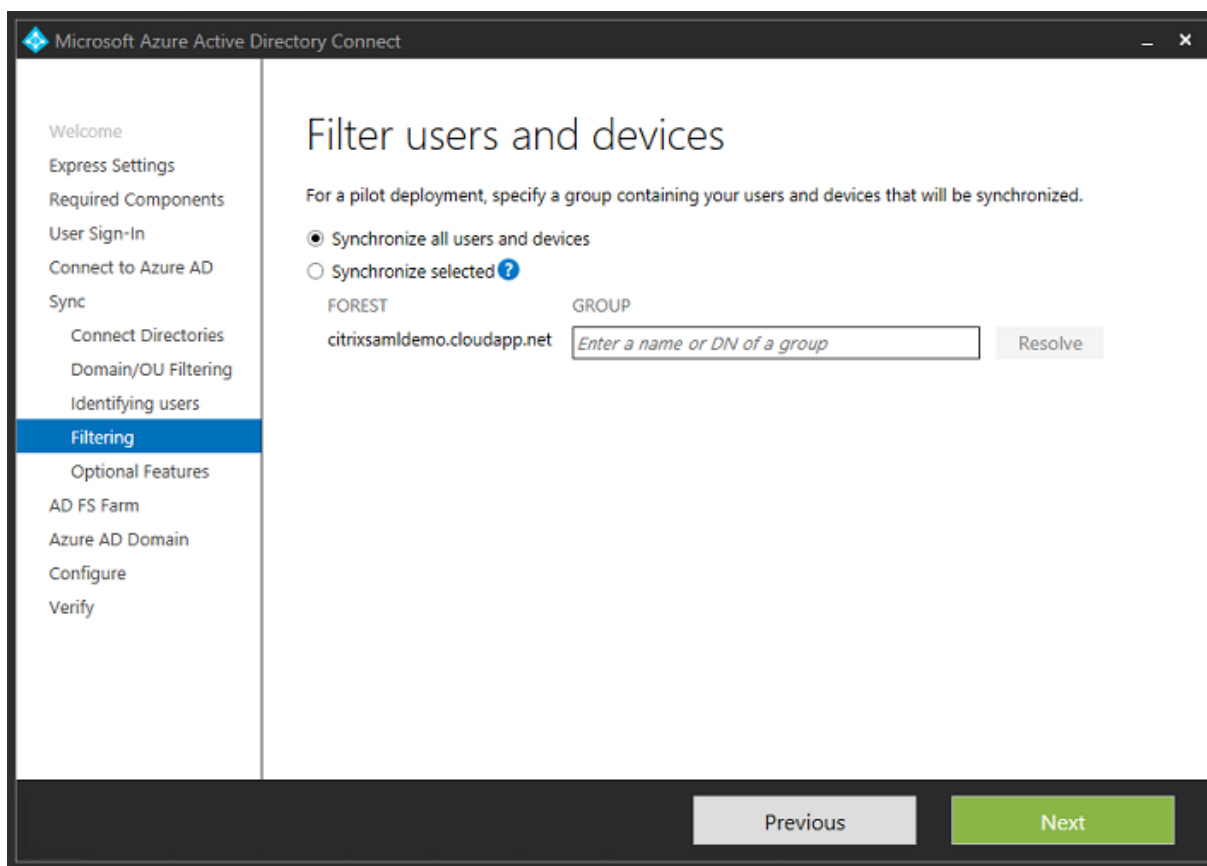 Microsoft Azure Active Directory Connect
Welcome
Express Settings
Required Components
User Sign-In
Connect to Azure AD
Sync
Connect Directories
Domain/OU Filtering
Identifying users
Filtering
Optional Features
AD FS Farm
Azure AD Domain
Configure
Verify
Filter users and devices
For a pilot deployment, specify a group containing your users and devices that will be synchronized.
Synchronize all users and devices
Synchronize selected ?
FOREST GROUP
citrixsamldemo.cloudapp.net Enter a name or DN of a group Resolve
Previous Next